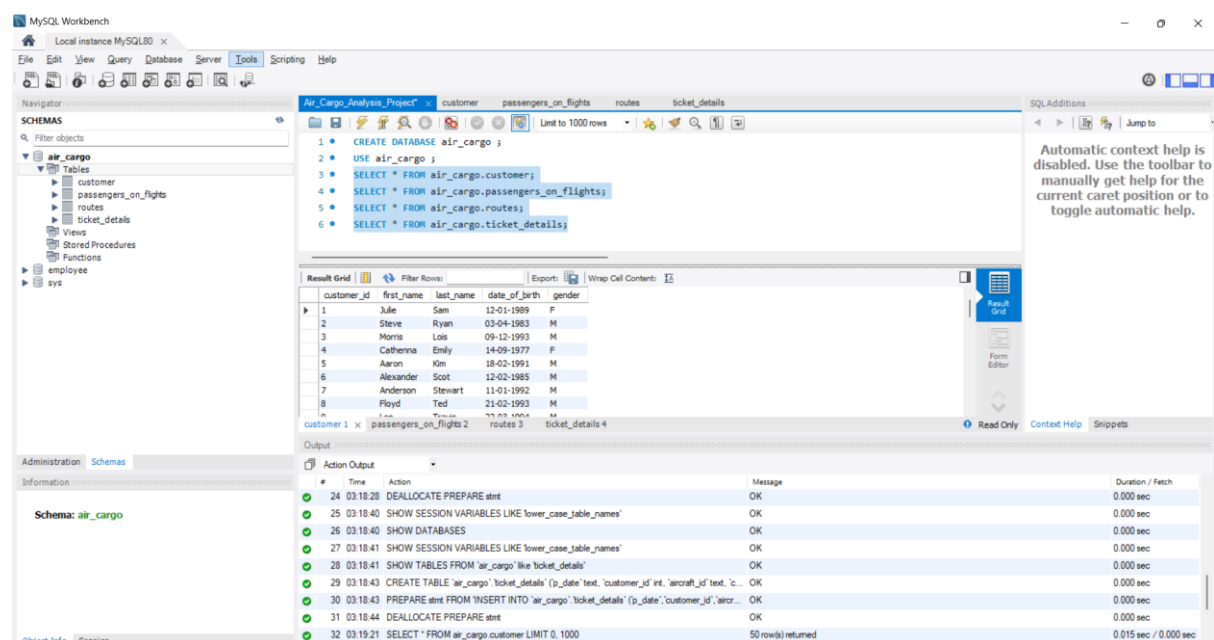 MySQL Workbench
Local instance MySQL80
File Edit View Query Database Server Tools Scripting Help
Navigator
SCHEMAS
Filter objects
air_cargo
Tables
customer
passengers_on_flights
routes
ticket_details
Views
Stored Procedures
Functions
employee
sys
Administration Schemas
Information
Schema: air_cargo
Air_Cargo_Analysis_Project* customer passengers_on_flights routes ticket_details
Limit to 1000 rows
1 CREATE DATABASE air_cargo ;
2 USE air_cargo ;
3 SELECT * FROM air_cargo.customer;
4 SELECT * FROM air_cargo.passengers_on_flights;
5 SELECT * FROM air_cargo.routes;
6 SELECT * FROM air_cargo.ticket_details;
Result Grid Filter Rows: Export: Wrap Cell Content:
customer_id first_name last_name date_of_birth gender
1 Julie Sam 12-01-1989 F
2 Steve Ryan 03-04-1983 M
3 Morris Lois 09-12-1993 M
4 Cathenna Emily 14-09-1977 F
5 Aaron Kim 18-02-1991 M
6 Alexander Scot 12-02-1985 M
7 Anderson Stewart 11-01-1992 M
8 Floyd Ted 21-02-1993 M
Result Grid
Form Editor
customer 1 passengers_on_flights 2 routes 3 ticket_details 4
Read Only
SQLAdditions
Jump to
Automatic context help is
disabled. Use the toolbar to
manually get help for the
current caret position or to
toggle automatic help.
Context Help Snippets
Output
Action Output
# Time Action Message Duration / Fetch
24 03:18:28 DEALLOCATE PREPARE stmt OK 0.000 sec
25 03:18:40 SHOW SESSION VARIABLES LIKE 'lower_case_table_names' OK 0.000 sec
26 03:18:40 SHOW DATABASES OK 0.000 sec
27 03:18:41 SHOW SESSION VARIABLES LIKE 'lower_case_table_names' OK 0.000 sec
28 03:18:41 SHOW TABLES FROM `air_cargo` like 'ticket_details' OK 0.000 sec
29 03:18:43 CREATE TABLE `air_cargo`.`ticket_details` (`p_date` text, `customer_id` int, `aircraft_id` text, `c... OK 0.000 sec
30 03:18:43 PREPARE stmt FROM 'INSERT INTO `air_cargo`.`ticket_details` (`p_date`,`customer_id`,`aircr... OK 0.000 sec
31 03:18:44 DEALLOCATE PREPARE stmt OK 0.000 sec
32 03:19:21 SELECT * FROM air_cargo.customer LIMIT 0, 1000 50 row(s) returned 0.015 sec / 0.000 sec